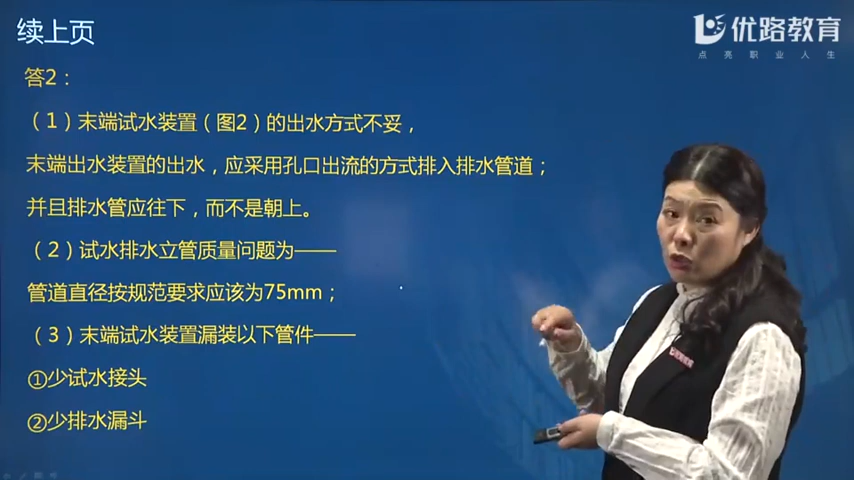 续上页
优路教育
点亮职业人生
答2：
（1）末端试水装置（图2）的出水方式不妥，
末端出水装置的出水，应采用孔口出流的方式排入排水管道；
并且排水管应往下，而不是朝上。
（2）试水排水立管质量问题为——
管道直径按规范要求应该为75mm；
（3）末端试水装置漏装以下管件——
①少试水接头
②少排水漏斗